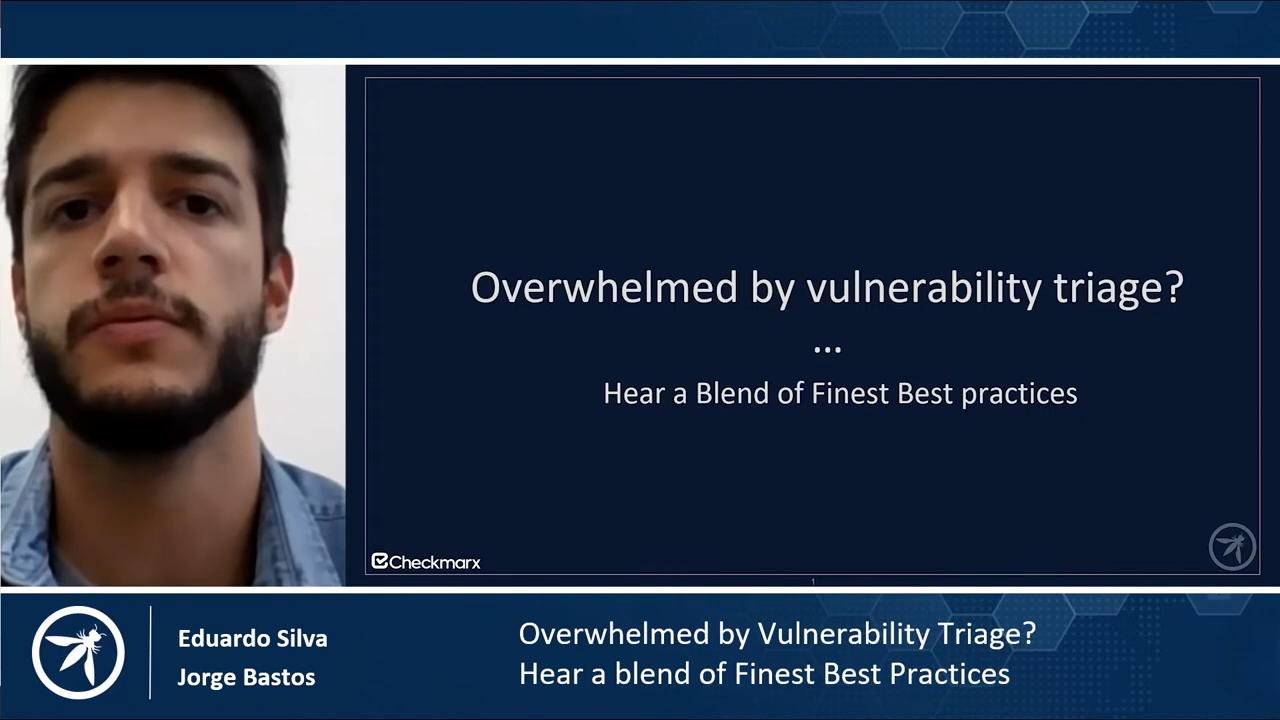 Overwhelmed by vulnerability triage?
...
Hear a Blend of Finest Best practices
Checkmarx
1
Eduardo Silva
Jorge Bastos
Overwhelmed by Vulnerability Triage?
Hear a blend of Finest Best Practices